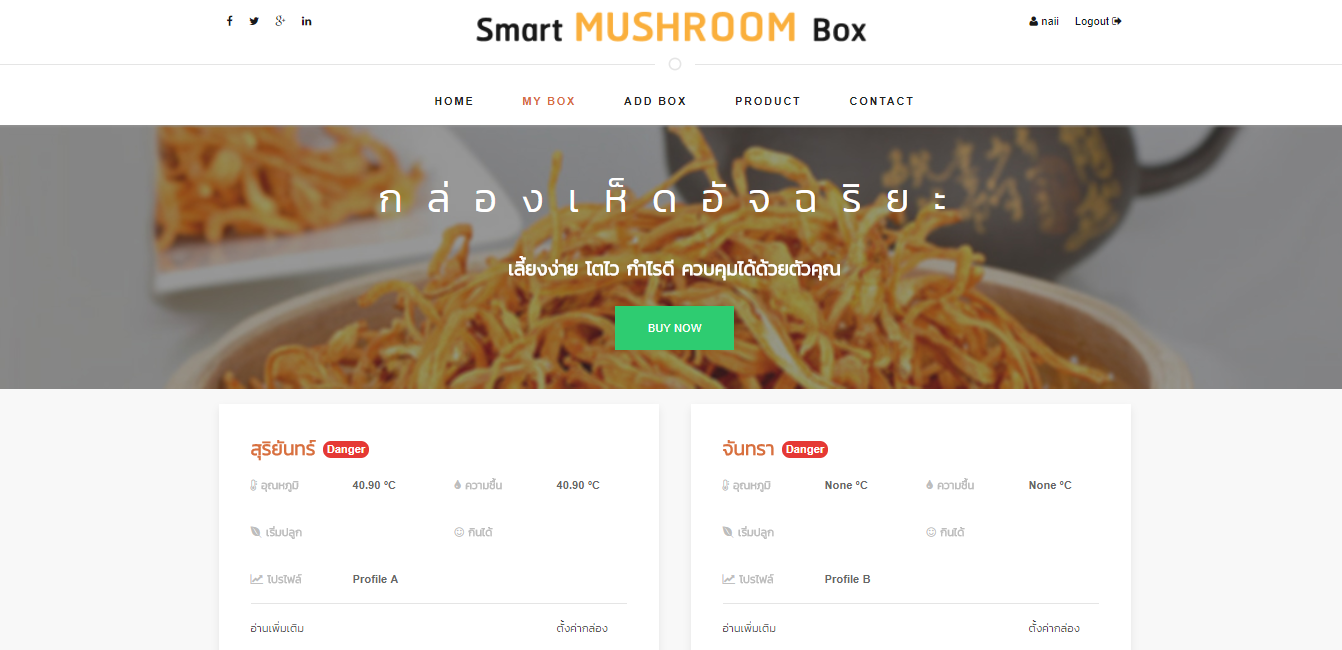 Smart MUSHROOM Box
naii Logout
HOME MY BOX ADD BOX PRODUCT CONTACT
กล่องเห็ดอัจฉริยะ
เลี้ยงง่าย โตไว กำไรดี ควบคุมได้ด้วยตัวคุณ
BUY NOW
สุริยันทร์ Danger
อุณหภูมิ 40.90 °C ความชื้น 40.90 °C
เริ่มปลูก กินได้
โปรไฟล์ Profile A
อ่านเพิ่มเติม ตั้งค่ากล่อง
จันทรา Danger
อุณหภูมิ None °C ความชื้น None °C
เริ่มปลูก กินได้
โปรไฟล์ Profile B
อ่านเพิ่มเติม ตั้งค่ากล่อง